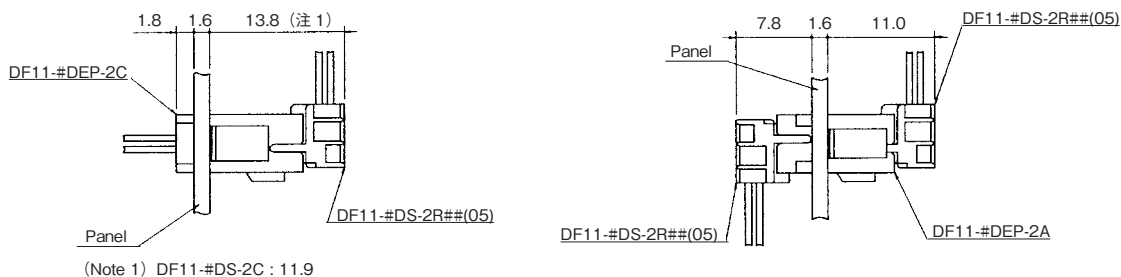 1.8 1.6 13.8（注 1）
DF11-#DEP-2C
DF11-#DS-2R##(05)
Panel
（Note 1）DF11-#DS-2C : 11.9
7.8 1.6 11.0
DF11-#DS-2R##(05)
Panel
DF11-#DS-2R##(05)
DF11-#DEP-2A